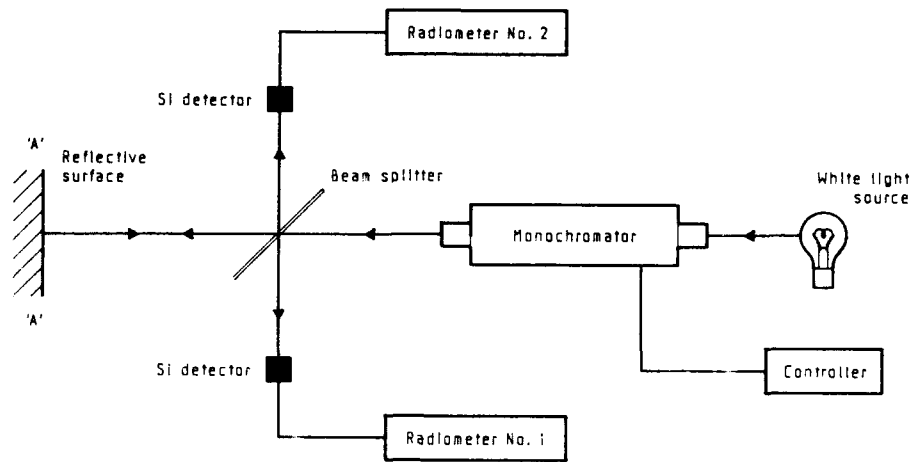 Radiometer No. 2
Si detector
'A'
Reflective
surface
Beam splitter
White light
source
Monochromator
'A'
Si detector
Controller
Radiometer No. 1